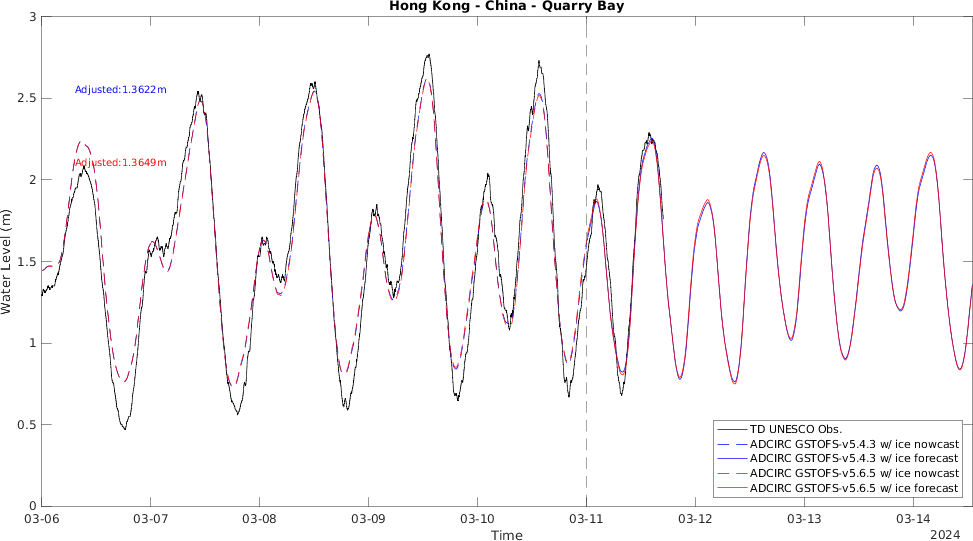 Hong Kong - China - Quarry Bay
3
2.5
2
1.5
1
0.5
0
Water Level (m)
Adjusted:1.3622m
Adjusted:1.3649m
TD UNESCO Obs.
ADCIRC GSTOFS-v5.4.3 w/ ice nowcast
ADCIRC GSTOFS-v5.4.3 w/ ice forecast
ADCIRC GSTOFS-v5.6.5 w/ ice nowcast
ADCIRC GSTOFS-v5.6.5 w/ ice forecast
03-06 03-07 03-08 03-09 03-10 03-11 03-12 03-13 03-14
Time
2024